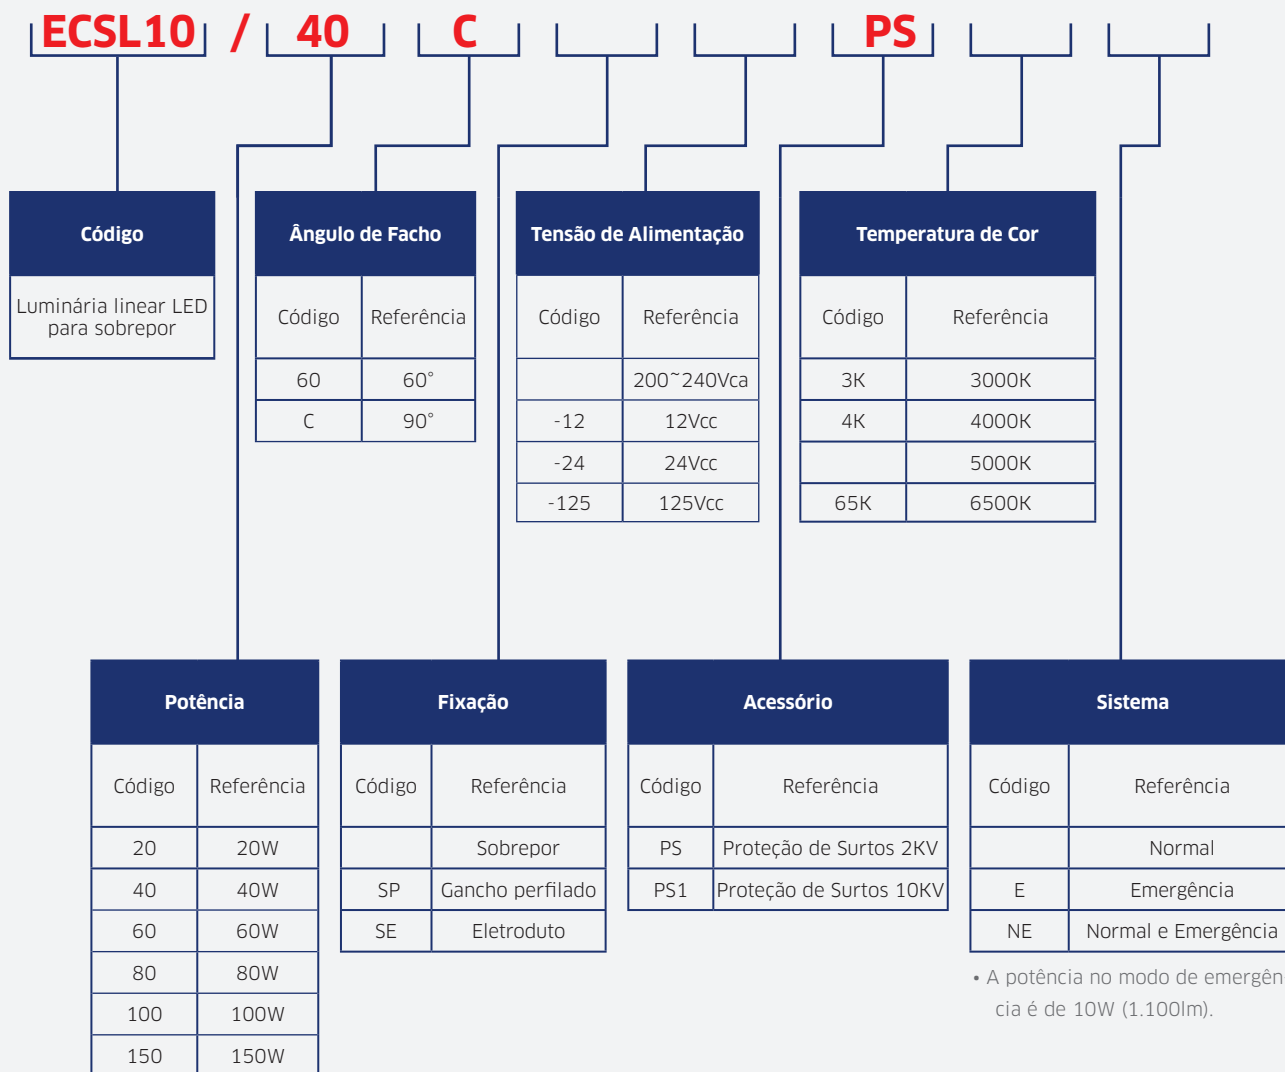 ECSL10 / 40 C PS
Código
Luminária linear LED
para sobrepor
Ângulo de Facho
Código Referência
60 60°
C 90°
Tensão de Alimentação
Código Referência
200~240Vca
-12 12Vcc
-24 24Vcc
-125 125Vcc
Temperatura de Cor
Código Referência
3K 3000K
4K 4000K
5000K
65K 6500K
Potência
Código Referência
20 20W
40 40W
60 60W
80 80W
100 100W
150 150W
Fixação
Código Referência
Sobrepor
SP Gancho perfilado
SE Eletroduto
Acessório
Código Referência
PS Proteção de Surtos 2KV
PS1 Proteção de Surtos 10KV
Sistema
Código Referência
Normal
E Emergência
NE Normal e Emergência
• A potência no modo de emergên
cia é de 10W (1.100lm).